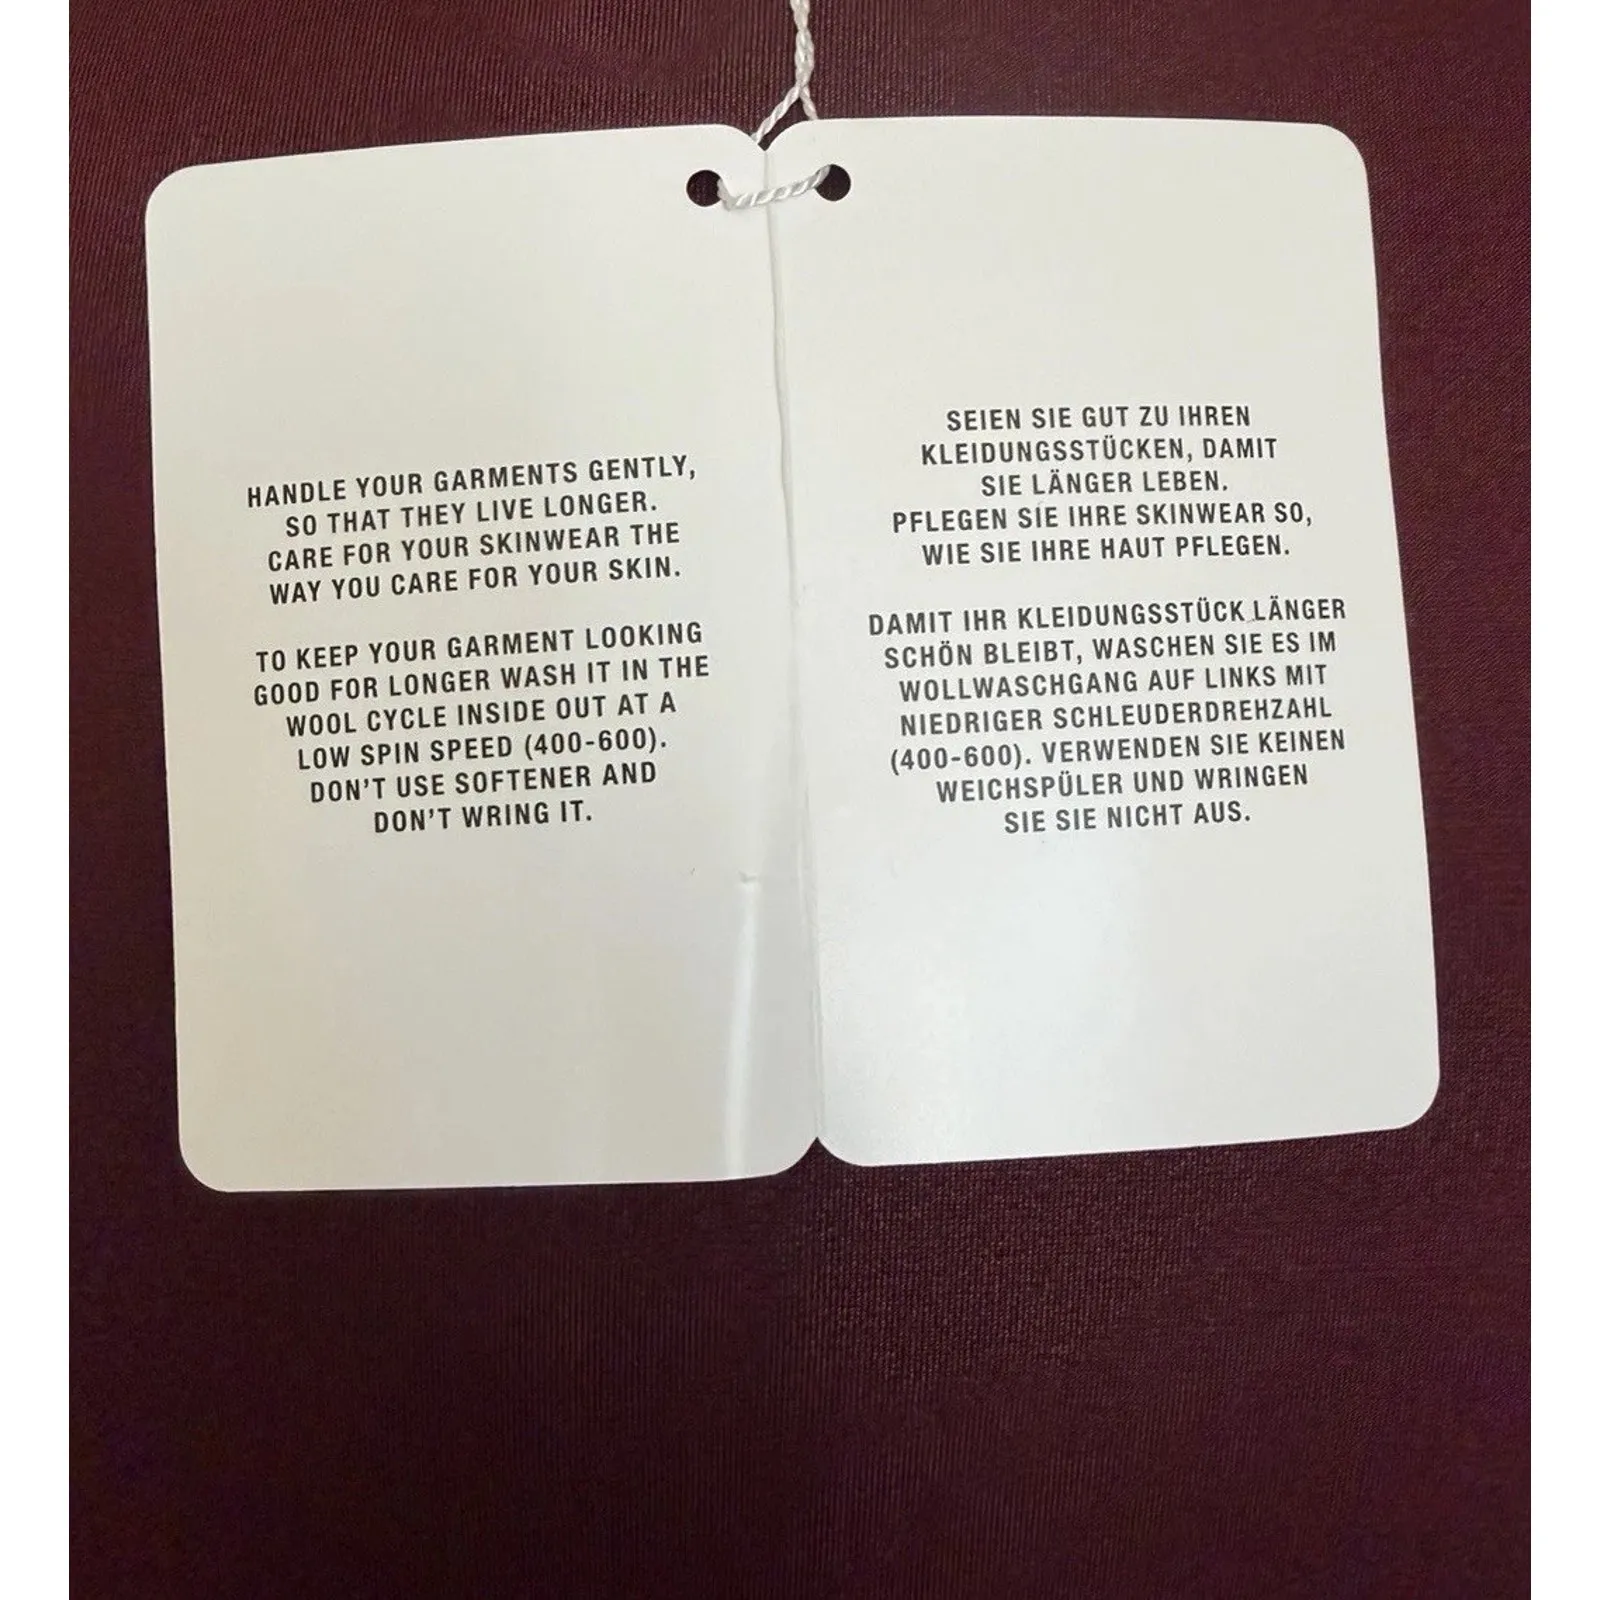 HANDLE YOUR GARMENTS GENTLY,
SO THAT THEY LIVE LONGER.
CARE FOR YOUR SKINWEAR THE
WAY YOU CARE FOR YOUR SKIN.
TO KEEP YOUR GARMENT LOOKING
GOOD FOR LONGER WASH IT IN THE
WOOL CYCLE INSIDE OUT AT A
LOW SPIN SPEED (400-600).
DON'T USE SOFTENER AND
DON'T WRING IT.
SEIEN SIE GUT ZU IHREN
KLEIDUNGSSTÜCKEN, DAMIT
SIE LÄNGER LEBEN.
PFLEGEN SIE IHRE SKINWEAR SO,
WIE SIE IHRE HAUT PFLEGEN.
DAMIT IHR KLEIDUNGSSTÜCK LÄNGER
SCHÖN BLEIBT, WASCHEN SIE ES IM
WOLLWASCHGANG AUF LINKS MIT
NIEDRIGER SCHLEUDERDREHZAHL
(400-600). VERWENDEN SIE KEINEN
WEICHSPÜLER UND WRINGEN
SIE SIE NICHT AUS.